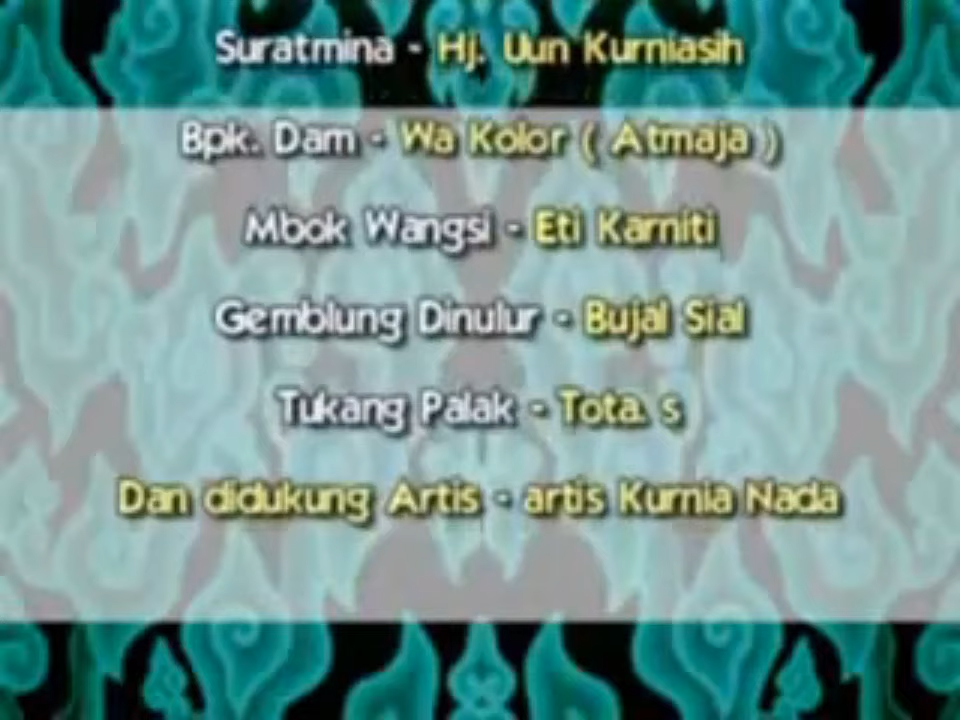 Suratmina - Hj. Uun Kurniasih
Bpk. Dam - Wa Kolor ( Atmaja )
Mbok Wangsi - Eti Karniti
Gemblung Dinulur - Bujal Sial
Tukang Palak - Tota. s
Dan didukung Artis - artis Kurnia Nada